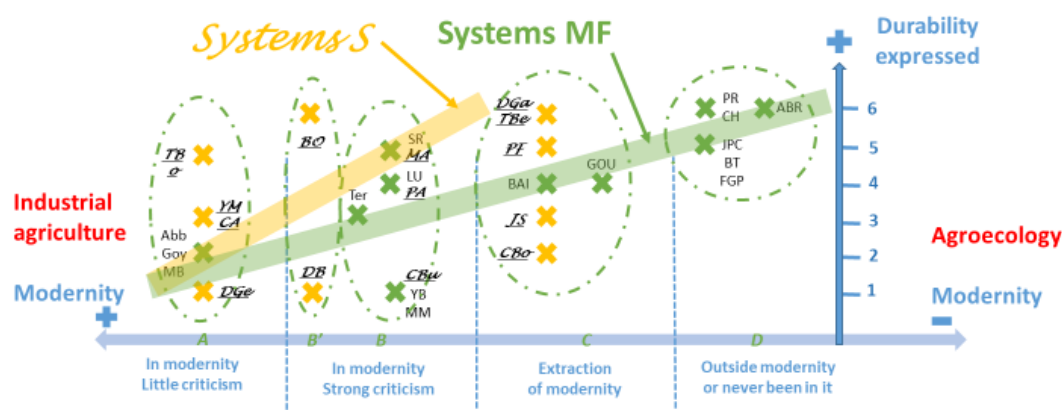 Systems S
Systems MF
Durability
expressed
Industrial
agriculture
Modernity
Agroecology
Modernity
TB
o
YM
CA
Abb
Goy
MB
DGe
BO
DB
SR
MA
LU
PA
Ter
CBu
YB
MM
DGa
TBe
PF
BAI
GOU
JS
CBo
PR
CH
ABR
JPC
BT
FGP
6
5
4
3
2
1
A
B'
B
C
D
In modernity
Little criticism
In modernity
Strong criticism
Extraction
of modernity
Outside modernity
or never been in it